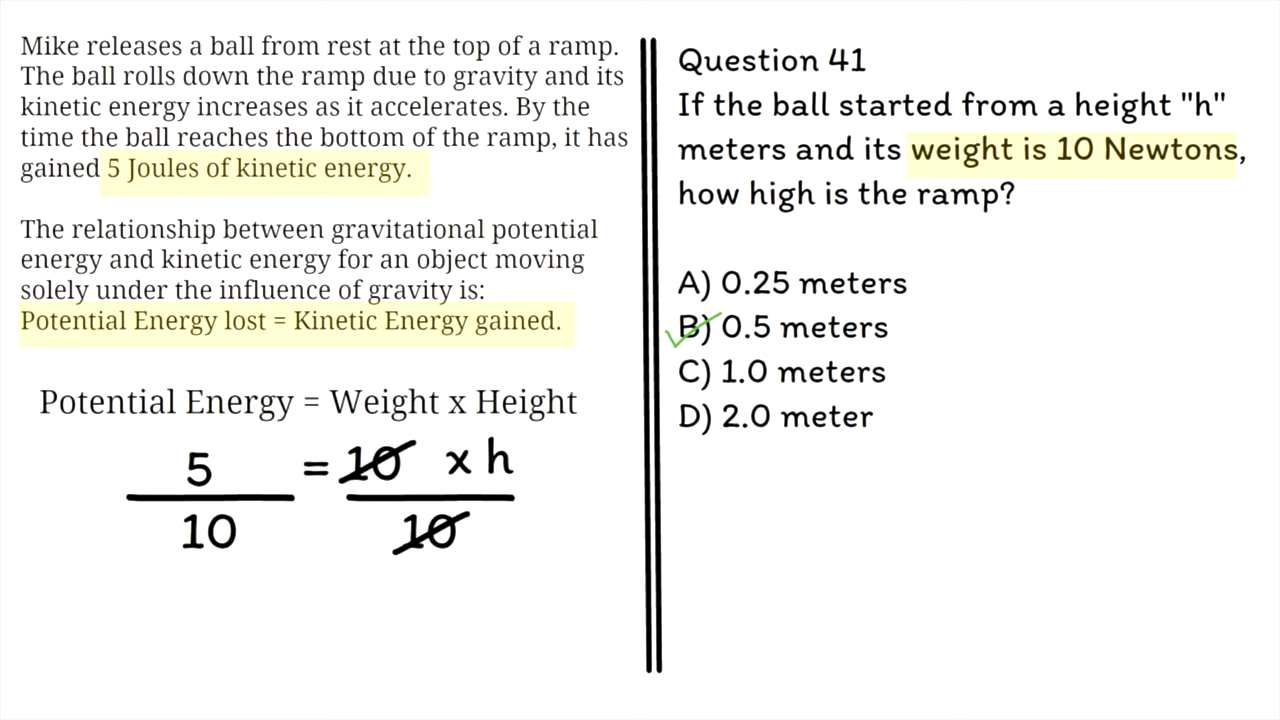 Mike releases a ball from rest at the top of a ramp.
The ball rolls down the ramp due to gravity and its
kinetic energy increases as it accelerates. By the
time the ball reaches the bottom of the ramp, it has
gained 5 Joules of kinetic energy.
The relationship between gravitational potential
energy and kinetic energy for an object moving
solely under the influence of gravity is:
Potential Energy lost = Kinetic Energy gained.
Potential Energy = Weight x Height
5 = 10 x h
10 10
Question 41
If the ball started from a height "h"
meters and its weight is 10 Newtons,
how high is the ramp?
A) 0.25 meters
B) 0.5 meters
C) 1.0 meters
D) 2.0 meter